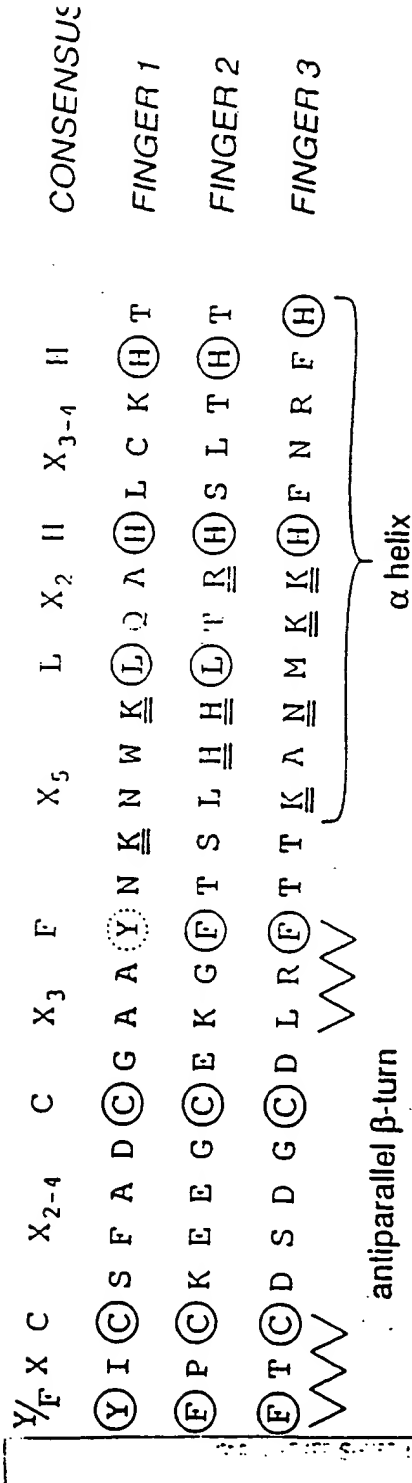 Y/F X C X2-4 C X3 F X5 L X2 H X3-4 H CONSENSUS
Y I C S F A D C G A A Y N K N W K L Q A H L C K H T FINGER 1
F P C K E E G C E K G F T S L H H L T R H S L T H T FINGER 2
F T C D S D G C D L R F T T K A N M K K H F N R F H FINGER 3
antiparallel β-turn α helix